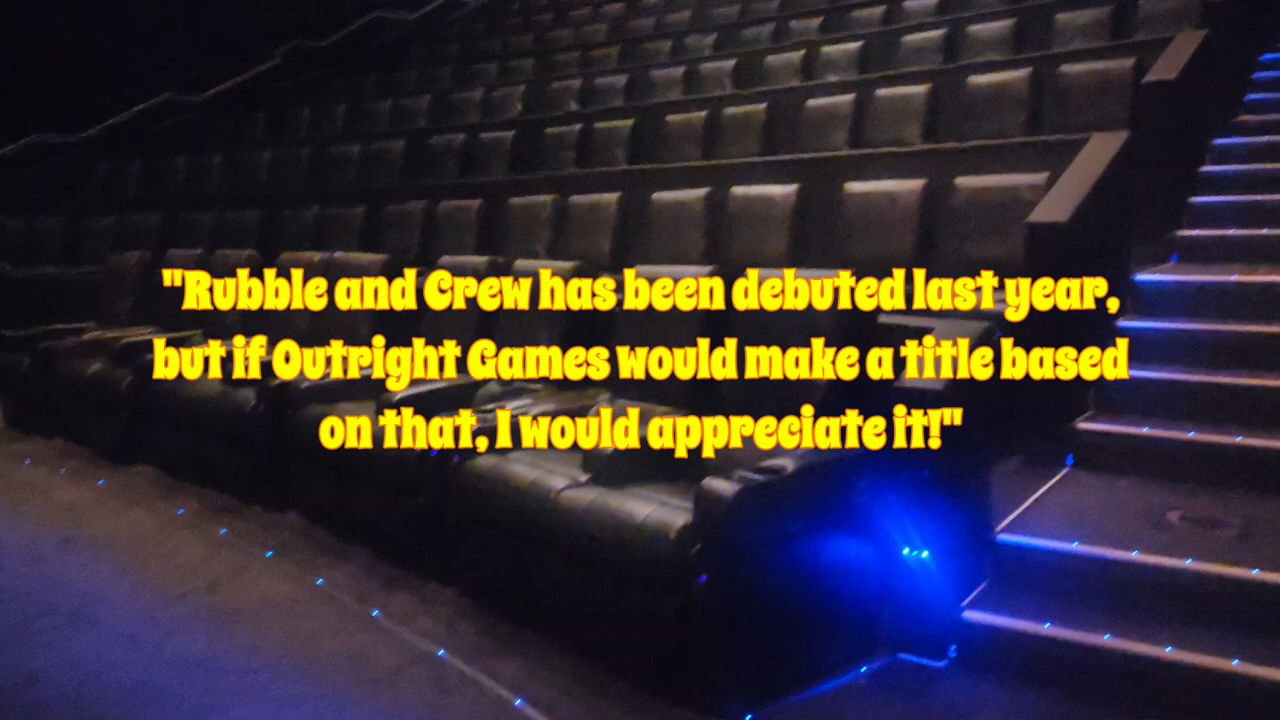 "Rubble and Crew has been debuted last year,
but if Outright Games would make a title based
on that, I would appreciate it!"